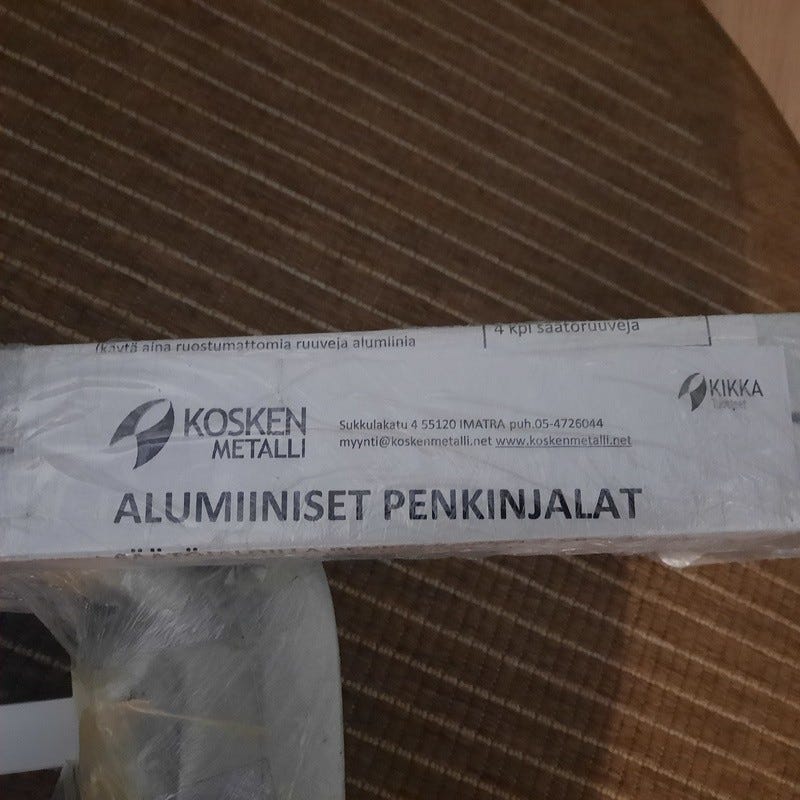 (käytä aina ruostumattomia ruuveja alumiinia
4 kpl säätöruuveja
KOSKEN
METALLI
Sukkulakatu 4 55120 IMATRA puh.05-4726044
myynti@koskenmetalli.net www.koskenmetalli.net
KIKKA
Tuotteet
ALUMIINISET PENKINJALAT